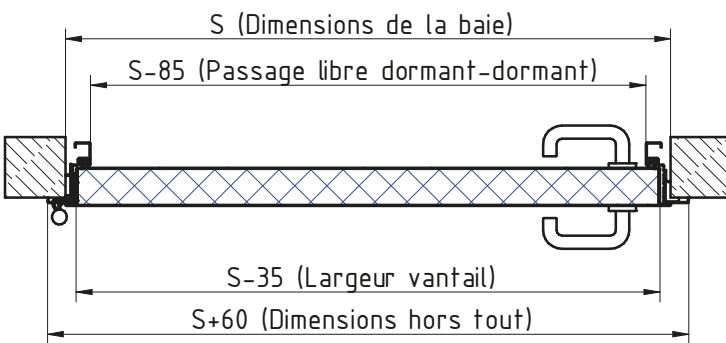 S (Dimensions de la baie)
S-85 (Passage libre dormant-dormant)
S-35 (Largeur vantail)
S+60 (Dimensions hors tout)